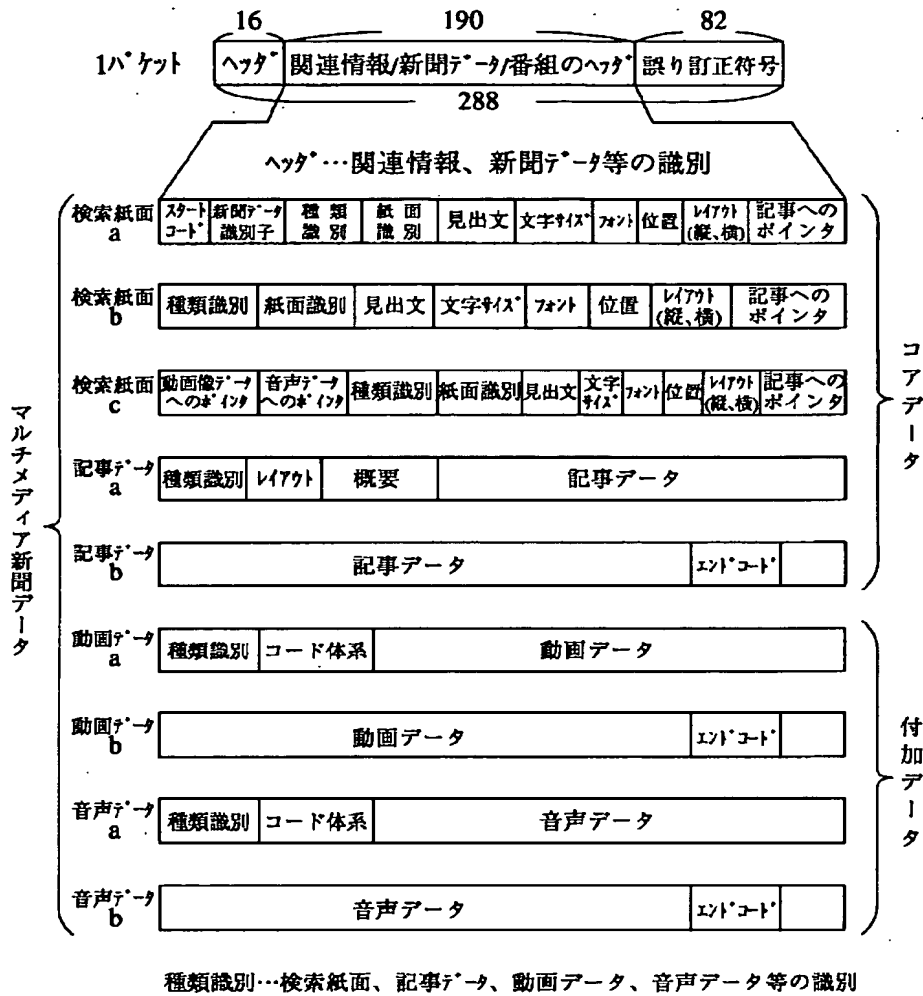 16 190 82
1パケット ヘッダ 関連情報/新聞データ/番組のヘッダ 誤り訂正符号
288
ヘッダ…関連情報、新聞データ等の識別
検索紙面a スタートコード 新聞データ識別子 種類識別 紙面識別 見出文 文字サイズ フォント 位置 レイアウト(縦、横) 記事へのポインタ
検索紙面b 種類識別 紙面識別 見出文 文字サイズ フォント 位置 レイアウト(縦、横) 記事へのポインタ
検索紙面c 動画像データへのポインタ 音声データへのポインタ 種類識別 紙面識別 見出文 文字サイズ フォント 位置 レイアウト(縦、横) 記事へのポインタ
記事データa 種類識別 レイアウト 概要 記事データ
記事データb 記事データ エンドコード
コアデータ
マルチメディア新聞データ
動画データa 種類識別 コード体系 動画データ
動画データb 動画データ エンドコード
音声データa 種類識別 コード体系 音声データ
音声データb 音声データ エンドコード
付加データ
種類識別…検索紙面、記事データ、動画データ、音声データ等の識別